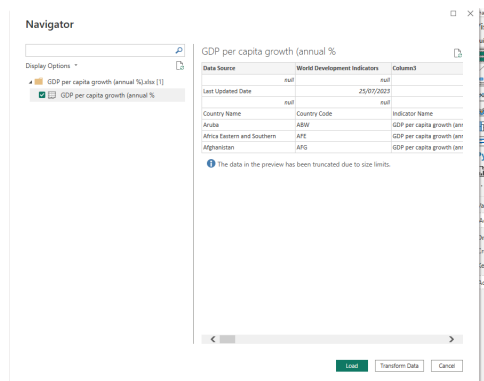 Navigator
Display Options
GDP per capita growth (annual %).xlsx [1]
GDP per capita growth (annual %
GDP per capita growth (annual %
Data Source World Development Indicators Column3
null null
Last Updated Date 25/07/2023
null null
Country Name Country Code Indicator Name
Aruba ABW GDP per capita growth (ann
Africa Eastern and Southern AFE GDP per capita growth (ann
Afghanistan AFG GDP per capita growth (ann
The data in the preview has been truncated due to size limits.
Load Transform Data Cancel